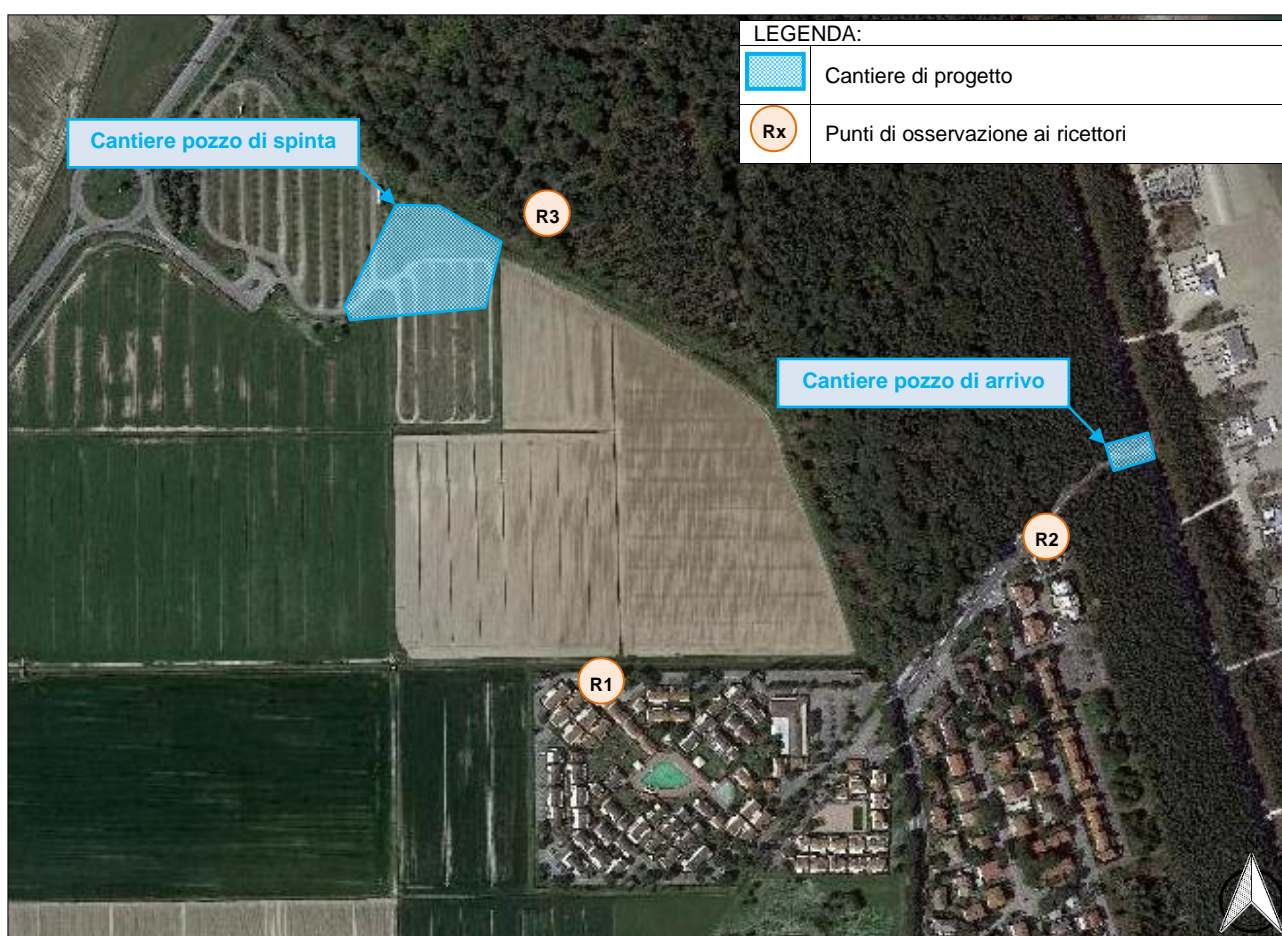 LEGENDA:
Cantiere di progetto
Rx Punti di osservazione ai ricettori
Cantiere pozzo di spinta
R3
Cantiere pozzo di arrivo
R2
R1